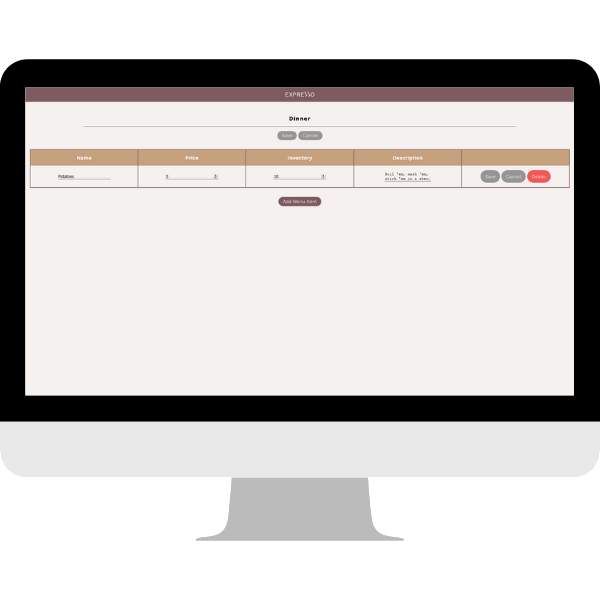 EXPRESSO
Dinner
Save Cancel
Name Price Inventory Description
Potatoes 5 10 Boil 'em, mash 'em,
stick 'em in a stew.
Save Cancel Delete
Add Menu Item